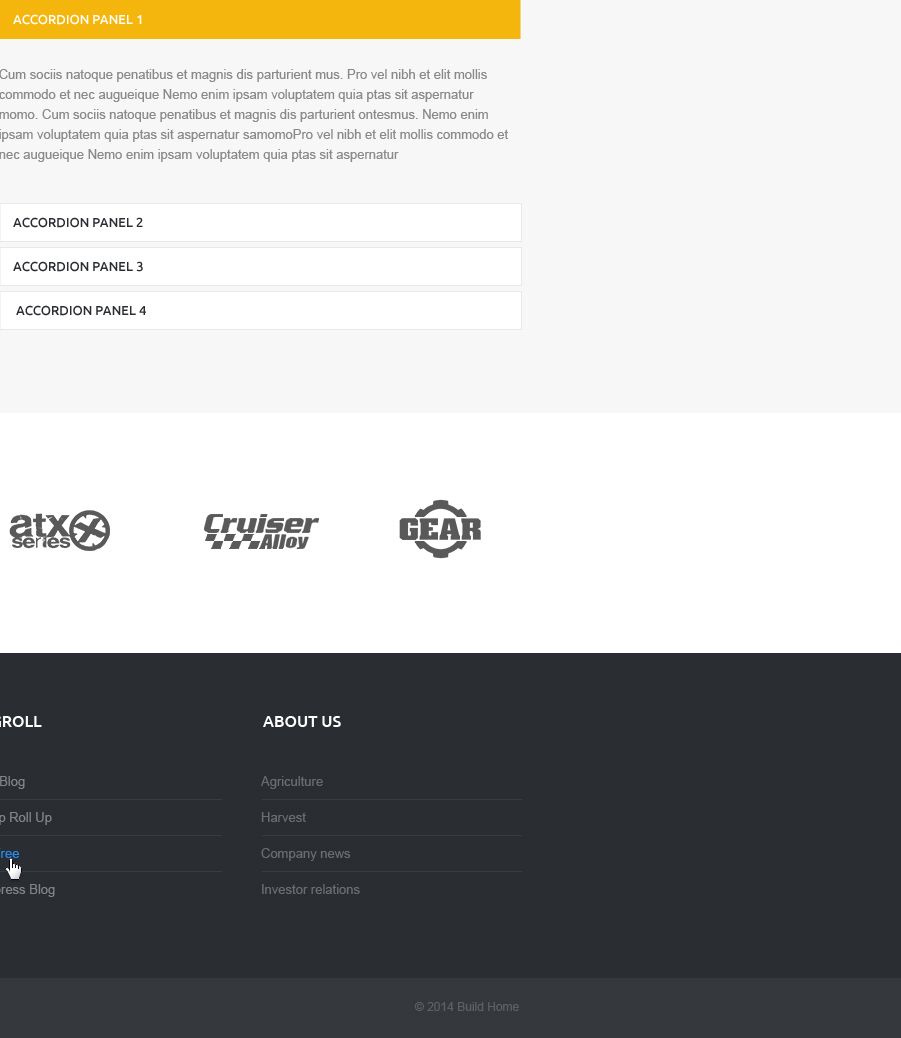 ACCORDION PANEL 1
Cum sociis natoque penatibus et magnis dis parturient mus. Pro vel nibh et elit mollis
commodo et nec augueique Nemo enim ipsam voluptatem quia ptas sit aspernatur
momo. Cum sociis natoque penatibus et magnis dis parturient ontesmus. Nemo enim
ipsam voluptatem quia ptas sit aspernatur samomoPro vel nibh et elit mollis commodo et
nec augueique Nemo enim ipsam voluptatem quia ptas sit aspernatur
ACCORDION PANEL 2
ACCORDION PANEL 3
ACCORDION PANEL 4
atx
series
Cruiser
Alloy
GEAR
ROLL
Blog
p Roll Up
ree
ress Blog
ABOUT US
Agriculture
Harvest
Company news
Investor relations
© 2014 Build Home